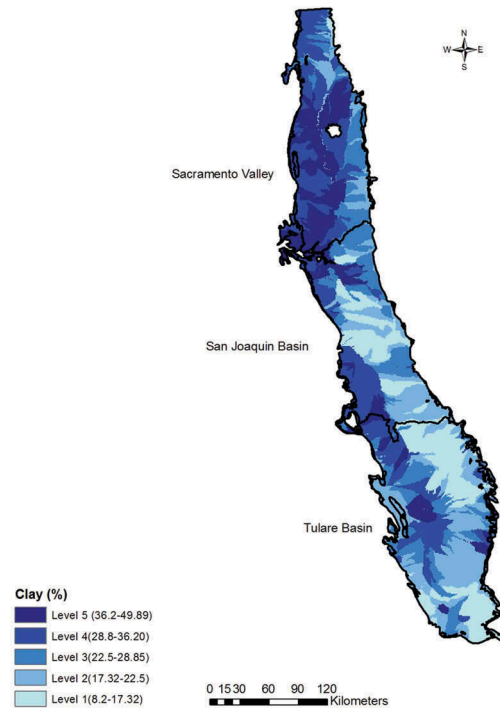 N
W E
S
Sacramento Valley
San Joaquin Basin
Tulare Basin
Clay (%)
Level 5 (36.2-49.89)
Level 4(28.8-36.20)
Level 3(22.5-28.85)
Level 2(17.32-22.5)
Level 1(8.2-17.32)
0 15 30 60 90 120
Kilometers